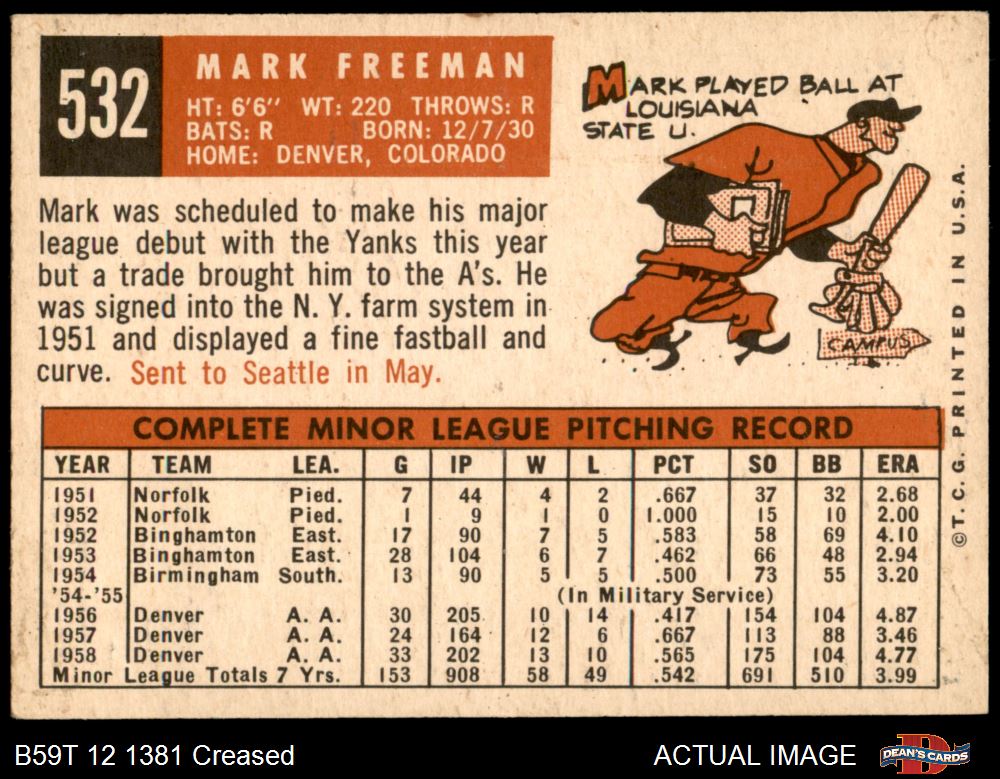 532
MARK FREEMAN
HT: 6'6" WT: 220 THROWS: R
BATS: R BORN: 12/7/30
HOME: DENVER, COLORADO
MARK PLAYED BALL AT
LOUISIANA
STATE U.
CAMPUS
Mark was scheduled to make his major
league debut with the Yanks this year
but a trade brought him to the A's. He
was signed into the N. Y. farm system in
1951 and displayed a fine fastball and
curve. Sent to Seattle in May.
COMPLETE MINOR LEAGUE PITCHING RECORD
YEAR TEAM LEA. G IP W L PCT SO BB ERA
1951 Norfolk Pied. 7 44 4 2 .667 37 32 2.68
1952 Norfolk Pied. 1 9 1 0 1.000 15 10 2.00
1952 Binghamton East. 17 90 7 5 .583 58 69 4.10
1953 Binghamton East. 28 104 6 7 .462 66 48 2.94
1954 Birmingham South. 13 90 5 5 .500 73 55 3.20
'54-'55 (In Military Service)
1956 Denver A. A. 30 205 10 14 .417 154 104 4.87
1957 Denver A. A. 24 164 12 6 .667 113 88 3.46
1958 Denver A. A. 33 202 13 10 .565 175 104 4.77
Minor League Totals 7 Yrs. 153 908 58 49 .542 691 510 3.99
©T. C. G. PRINTED IN U.S.A.
B59T 12 1381 Creased
ACTUAL IMAGE
DEAN'S CARDS